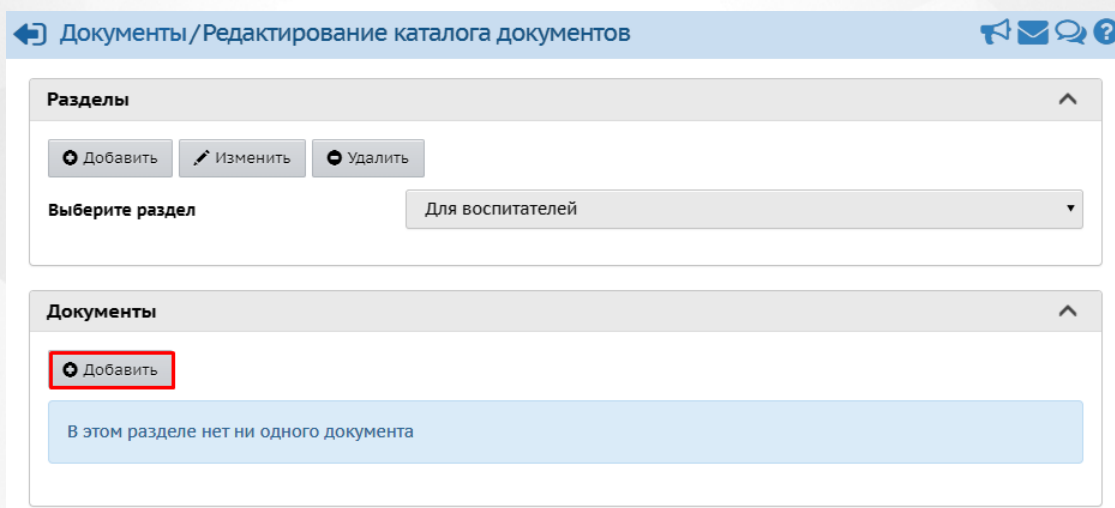 Документы/Редактирование каталога документов
Разделы
Добавить Изменить Удалить
Выберите раздел Для воспитателей
Документы
Добавить
В этом разделе нет ни одного документа